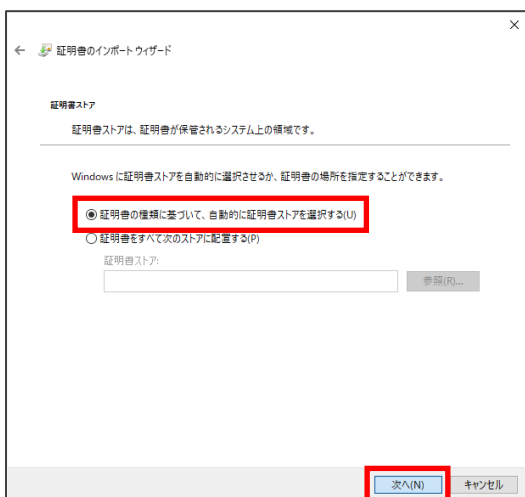 証明書のインポート ウィザード
証明書ストア
証明書ストアは、証明書が保管されるシステム上の領域です。
Windows に証明書ストアを自動的に選択させるか、証明書の場所を指定することができます。
証明書の種類に基づいて、自動的に証明書ストアを選択する(U)
証明書をすべて次のストアに配置する(P)
証明書ストア:
参照(R)...
次へ(N) キャンセル